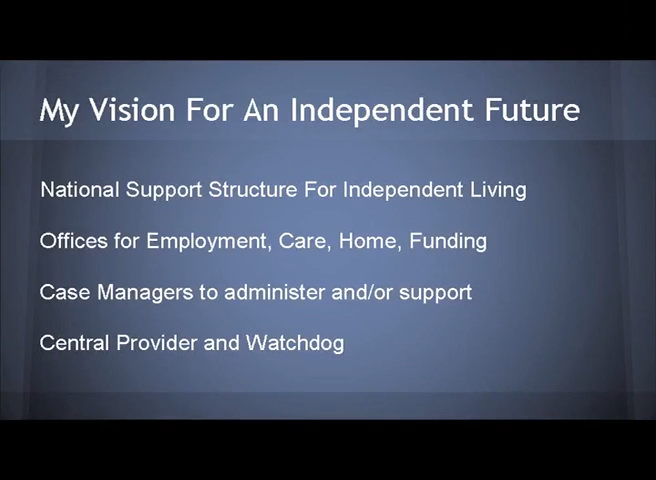 My Vision For An Independent Future
National Support Structure For Independent Living
Offices for Employment, Care, Home, Funding
Case Managers to administer and/or support
Central Provider and Watchdog